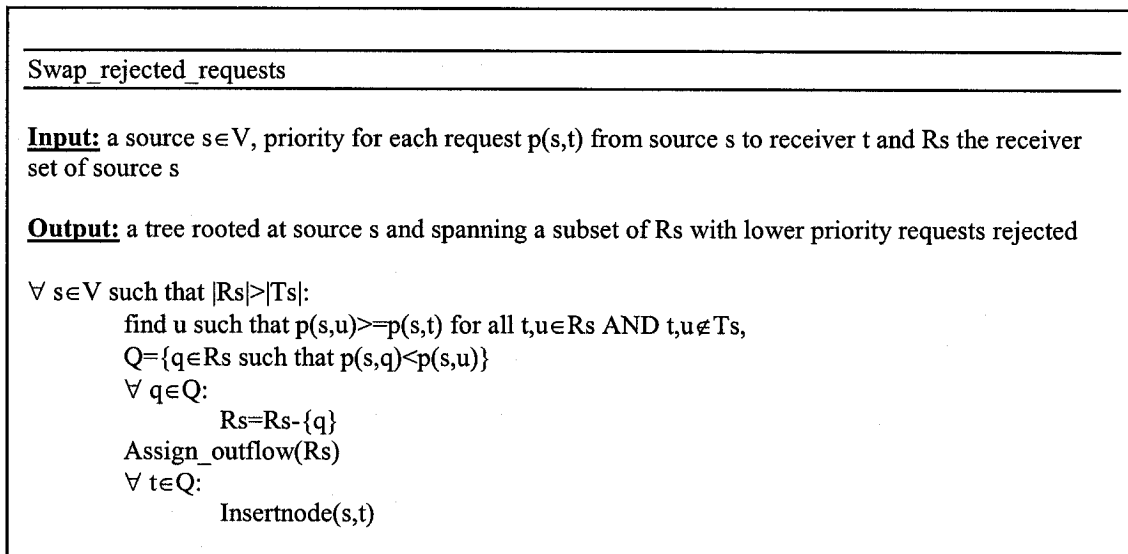 Swap_rejected_requests
Input: a source s∈V, priority for each request p(s,t) from source s to receiver t and Rs the receiver
set of source s
Output: a tree rooted at source s and spanning a subset of Rs with lower priority requests rejected
∀ s∈V such that |Rs|>|Ts|:
find u such that p(s,u)>=p(s,t) for all t,u∈Rs AND t,u∉Ts,
Q={q∈Rs such that p(s,q)<p(s,u)}
∀ q∈Q:
Rs=Rs-{q}
Assign_outflow(Rs)
∀ t∈Q:
Insertnode(s,t)